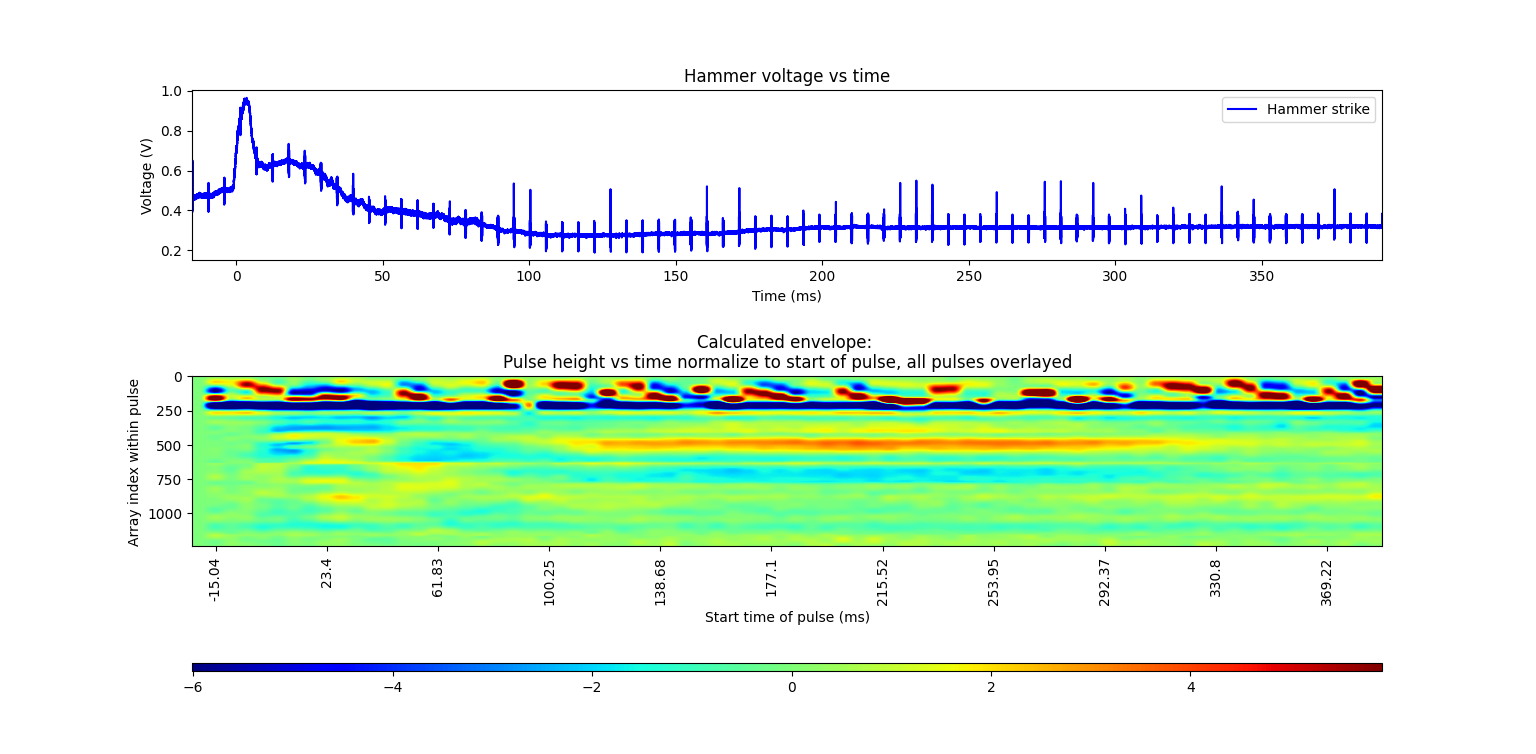 Hammer voltage vs time
Hammer strike
Voltage (V)
1.0
0.8
0.6
0.4
0.2
0 50 100 150 200 250 300 350
Time (ms)
Calculated envelope:
Pulse height vs time normalize to start of pulse, all pulses overlayed
Array index within pulse
0
250
500
750
1000
-15.04 23.4 61.83 100.25 138.68 177.1 215.52 253.95 292.37 330.8 369.22
Start time of pulse (ms)
−6 −4 −2 0 2 4